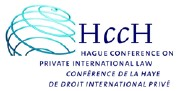 HccH
HAGUE CONFERENCE ON
PRIVATE INTERNATIONAL LAW
CONFÉRENCE DE LA HAYE
DE DROIT INTERNATIONAL PRIVÉ